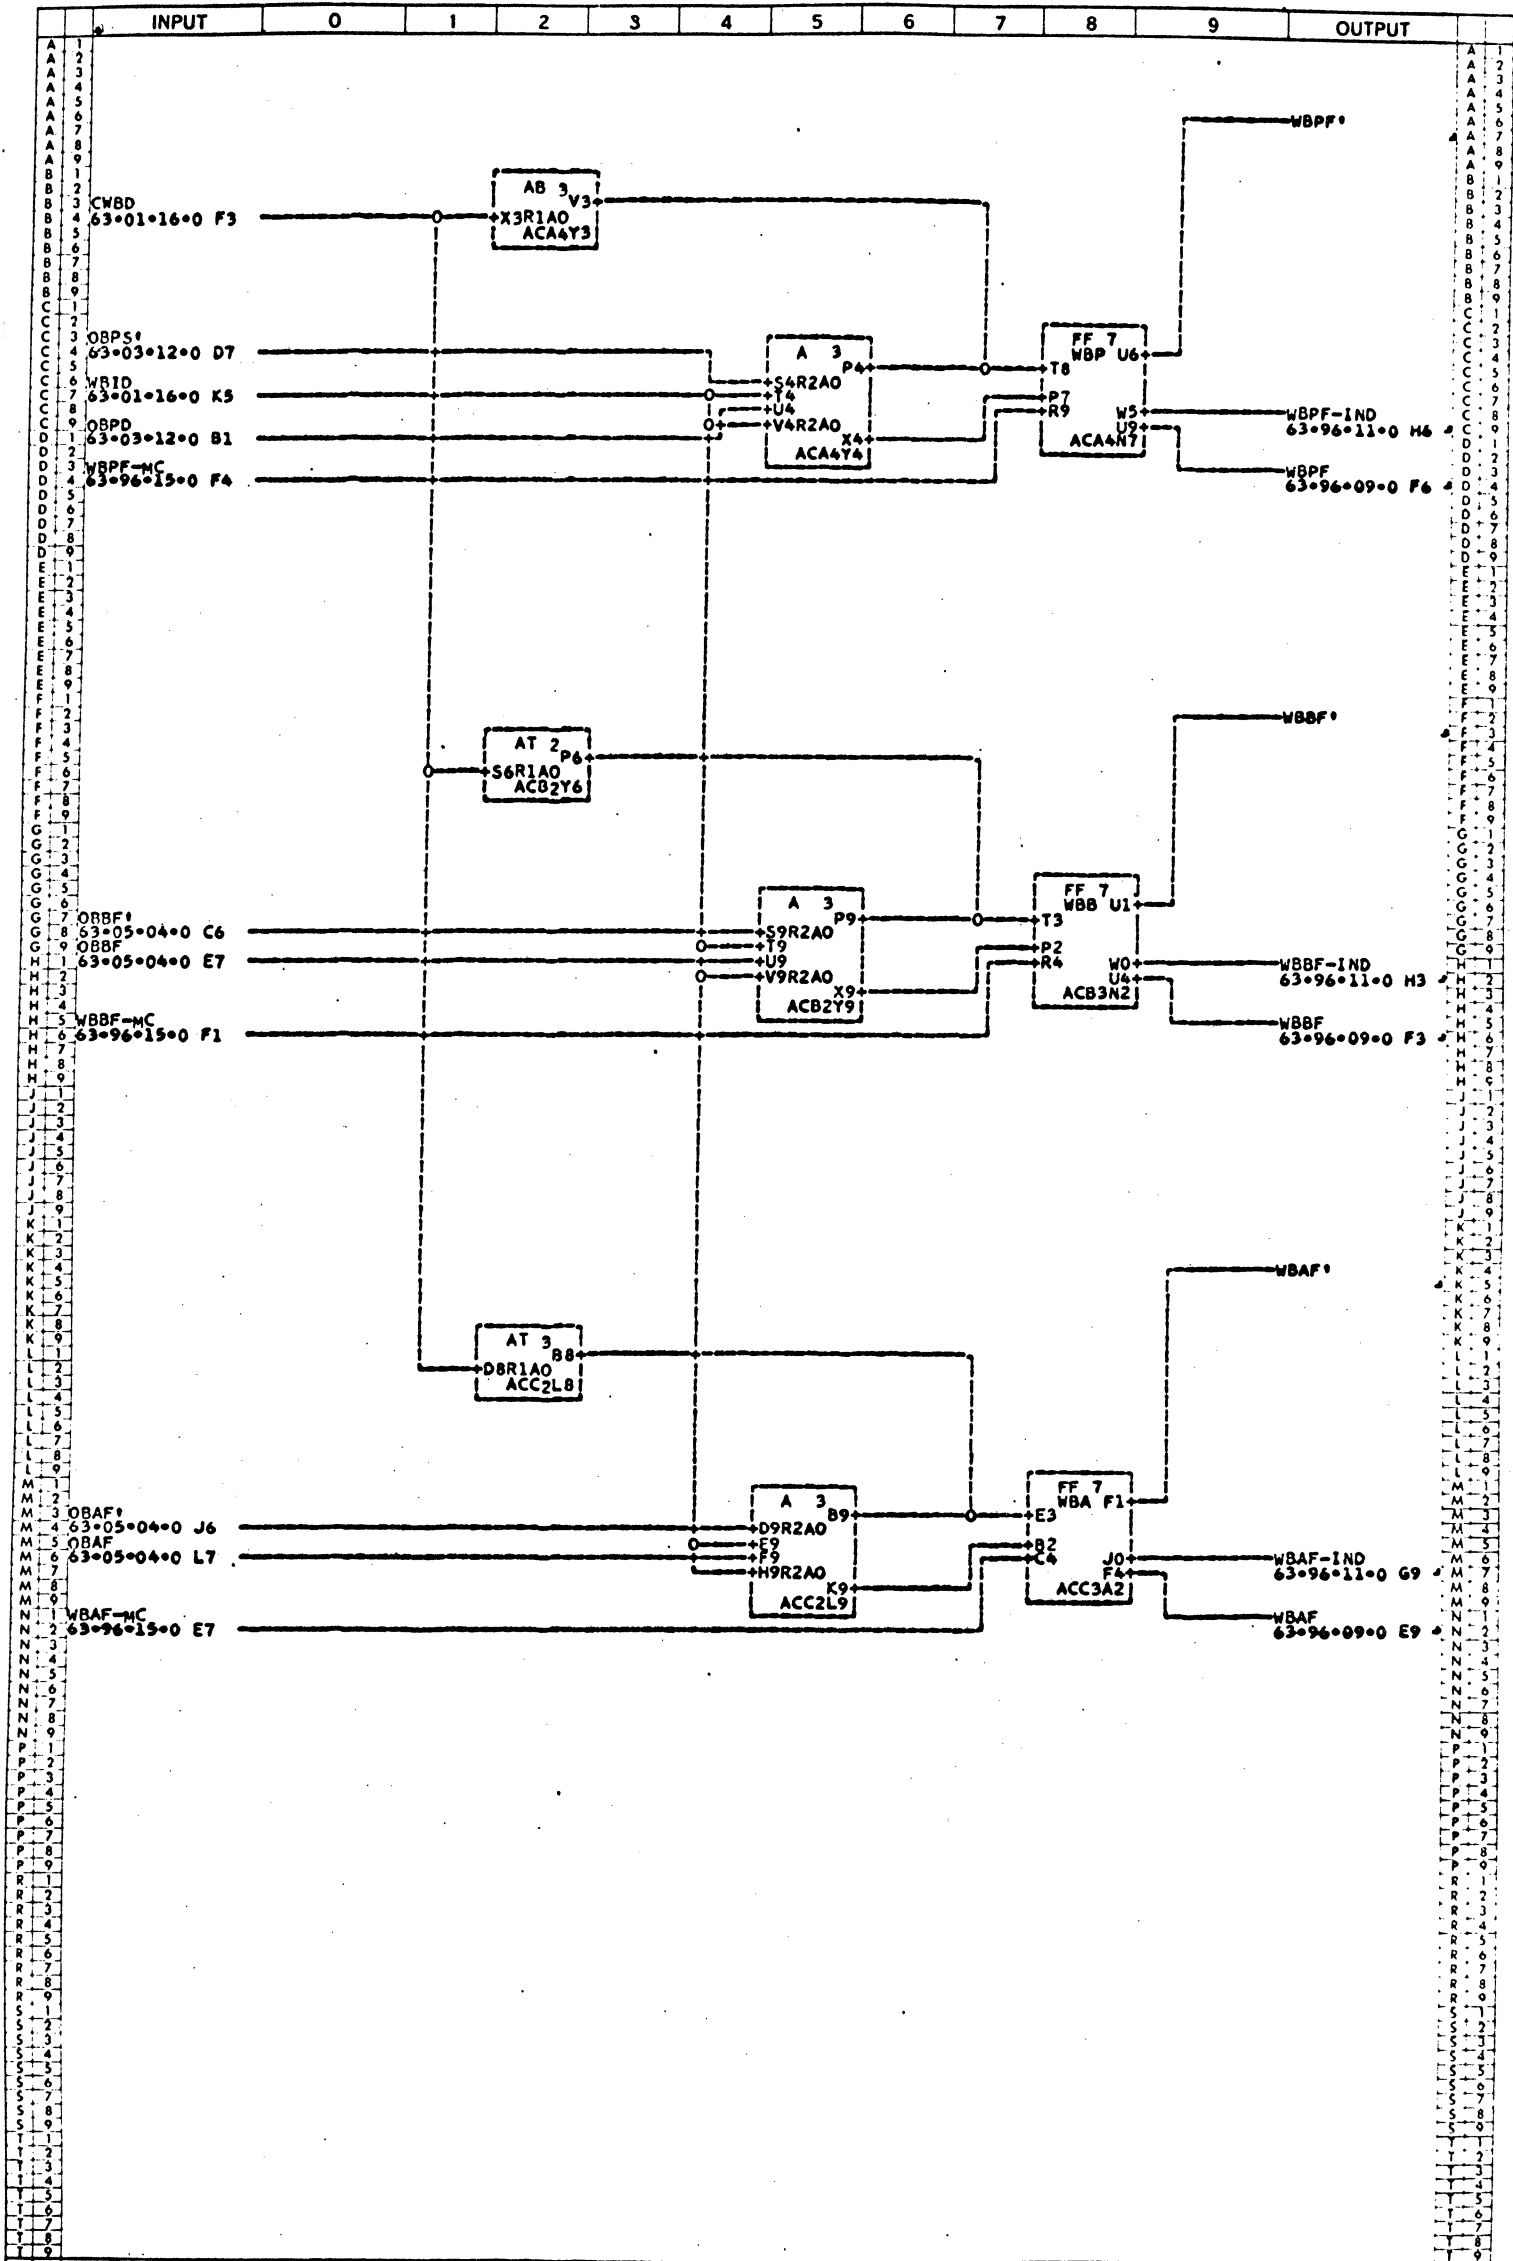 INPUT 0 1 2 3 4 5 6 7 8 9 OUTPUT
WBPF'
AB 3
V3
CWBD
63•01•16•0 F3
X3R1A0
ACA4Y3
OBPS'
63•03•12•0 D7
A 3
P4
FF 7
WBP U6
T8
S4R2A0
WBID
63•01•16•0 K5
T4
P7
U4
R9
W5
WBPF-IND
63•96•11•0 H6
OBPD
63•03•12•0 B1
V4R2A0
X4
U9
ACA4Y4
ACA4N7
WBPF-MC
63•96•15•0 F4
WBPF
63•96•09•0 F6
WBBF'
AT 2
P6
S6R1A0
ACB2Y6
A 3
P9
FF 7
WBB U1
T3
OBBF'
63•05•04•0 C6
S9R2A0
OBBF
63•05•04•0 E7
T9
P2
U9
R4
W0
WBBF-IND
63•96•11•0 H3
V9R2A0
X9
U4
ACB2Y9
ACB3N2
WBBF-MC
63•96•15•0 F1
WBBF
63•96•09•0 F3
WBAF'
AT 3
B8
D8R1A0
ACC2L8
A 3
B9
FF 7
WBA F1
E3
OBAF'
63•05•04•0 J6
D9R2A0
OBAF
63•05•04•0 L7
E9
B2
F9
C4
J0
WBAF-IND
63•96•11•0 G9
H9R2A0
K9
F4
ACC2L9
ACC3A2
WBAF-MC
63•96•15•0 E7
WBAF
63•96•09•0 E9